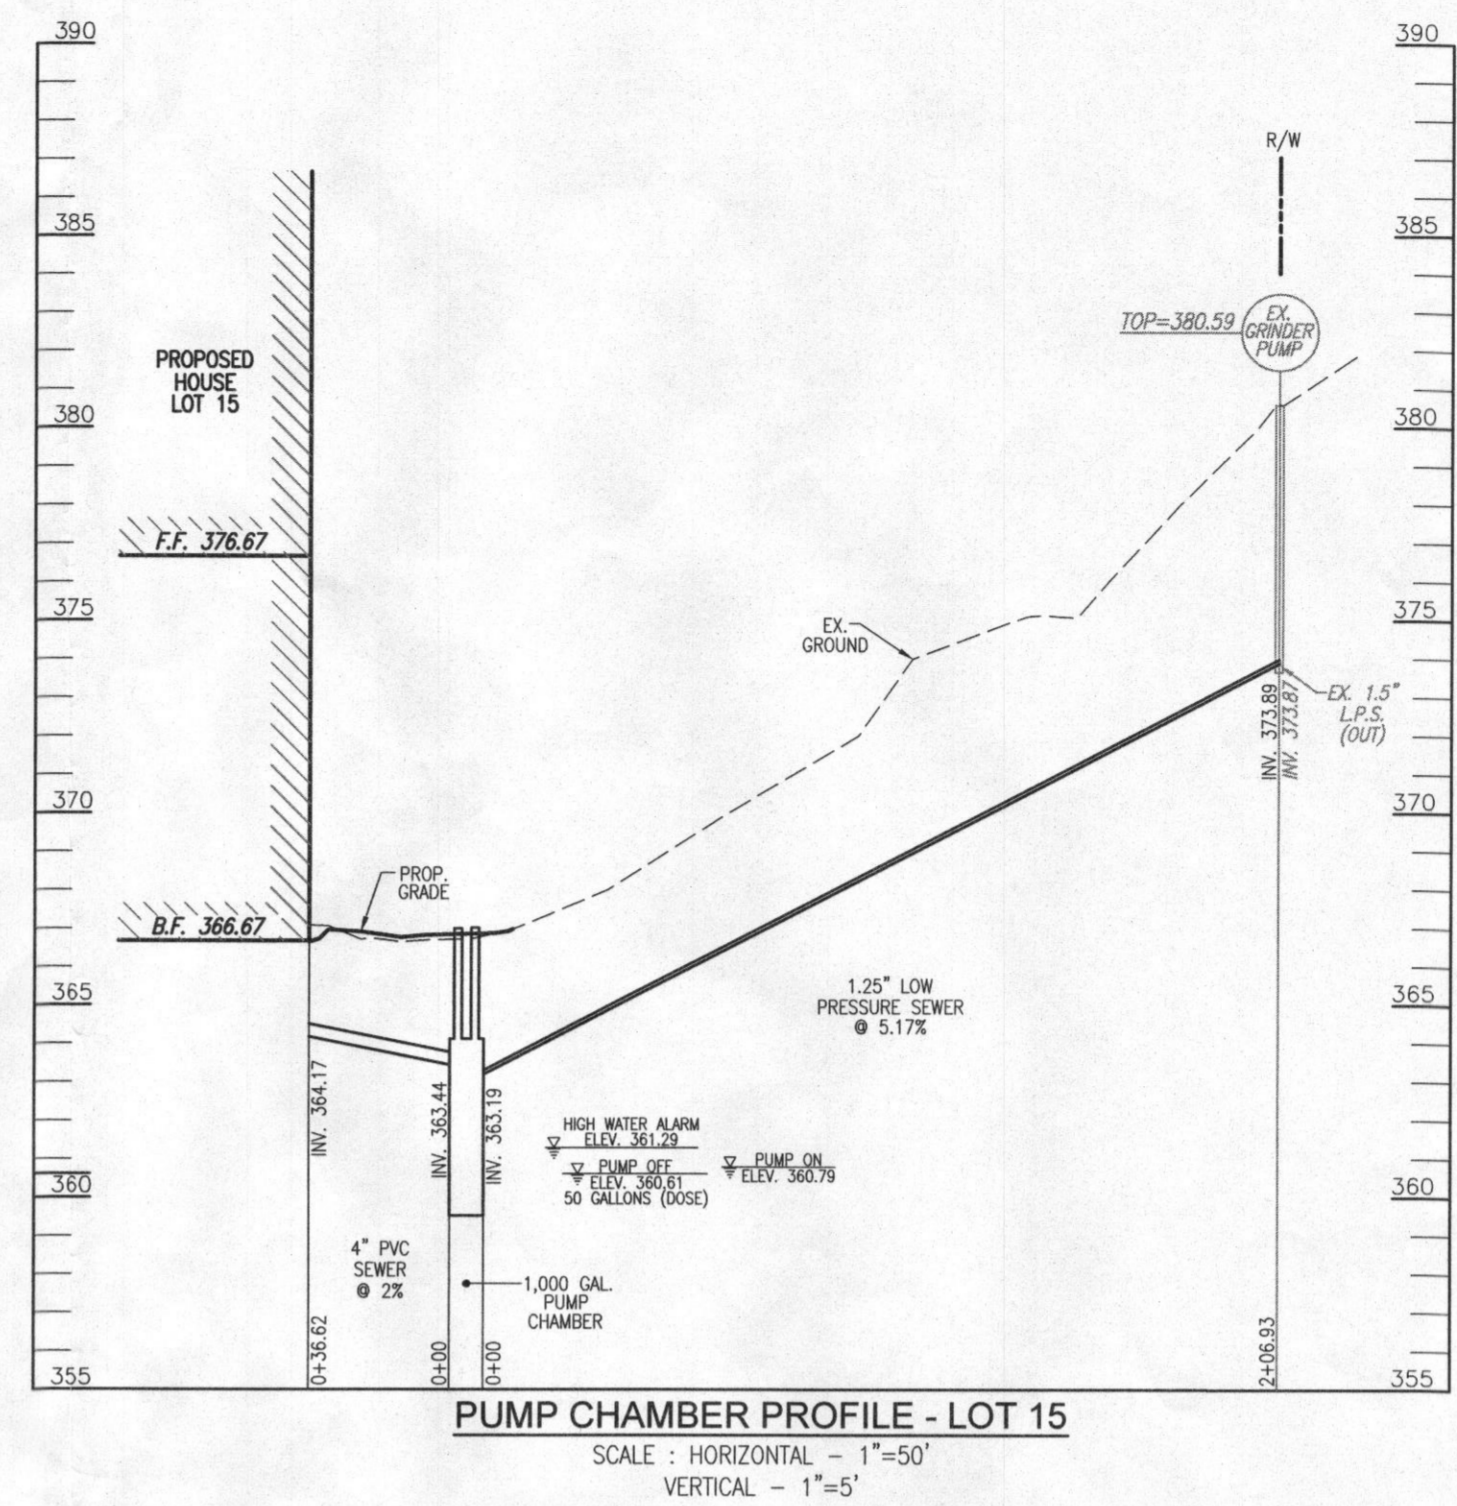 390
390
R/W
385
385
TOP=380.59
EX.
GRINDER
PUMP
PROPOSED
HOUSE
LOT 15
380
380
F.F. 376.67
375
375
EX.
GROUND
INV. 373.89
INV. 373.87
EX. 1.5"
L.P.S.
(OUT)
370
370
PROP.
GRADE
B.F. 366.67
365
365
1.25" LOW
PRESSURE SEWER
@ 5.17%
INV. 364.17
INV. 363.44
INV. 363.19
HIGH WATER ALARM
ELEV. 361.29
PUMP OFF
ELEV. 360.61
50 GALLONS (DOSE)
PUMP ON
ELEV. 360.79
360
360
4" PVC
SEWER
@ 2%
1,000 GAL.
PUMP
CHAMBER
0+36.62
0+00
0+00
2+06.93
355
355
PUMP CHAMBER PROFILE - LOT 15
SCALE : HORIZONTAL - 1"=50'
VERTICAL - 1"=5'